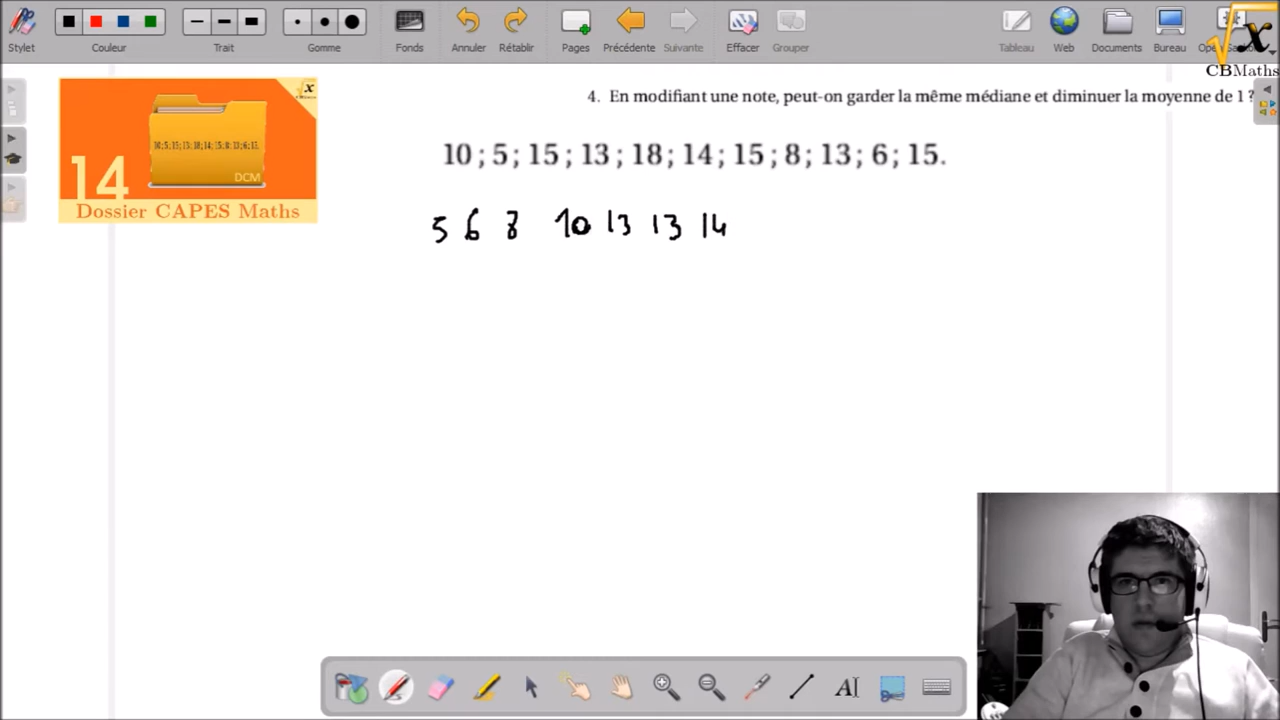 Stylet Couleur Trait Gomme Fonds Annuler Rétablir Pages Précédente Suivante Effacer Grouper Tableau Web Documents Bureau
CBMaths
4. En modifiant une note, peut-on garder la même médiane et diminuer la moyenne de 1 ?
10 ; 5 ; 15 ; 13 ; 18 ; 14 ; 15 ; 8 ; 13 ; 6 ; 15.
14
DCM
Dossier CAPES Maths
5 6 8 10 13 13 14